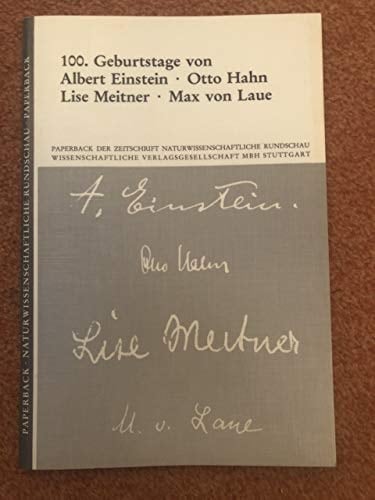 100. Geburtstage von
Albert Einstein · Otto Hahn
Lise Meitner · Max von Laue
PAPERBACK DER ZEITSCHRIFT NATURWISSENSCHAFTLICHE RUNDSCHAU
WISSENSCHAFTLICHE VERLAGSGESELLSCHAFT MBH STUTTGART
A. Einstein.
Otto Hahn
Lise Meitner
M. v. Laue
PAPERBACK · NATURWISSENSCHAFTLICHE RUNDSCHAU · PAPERBACK